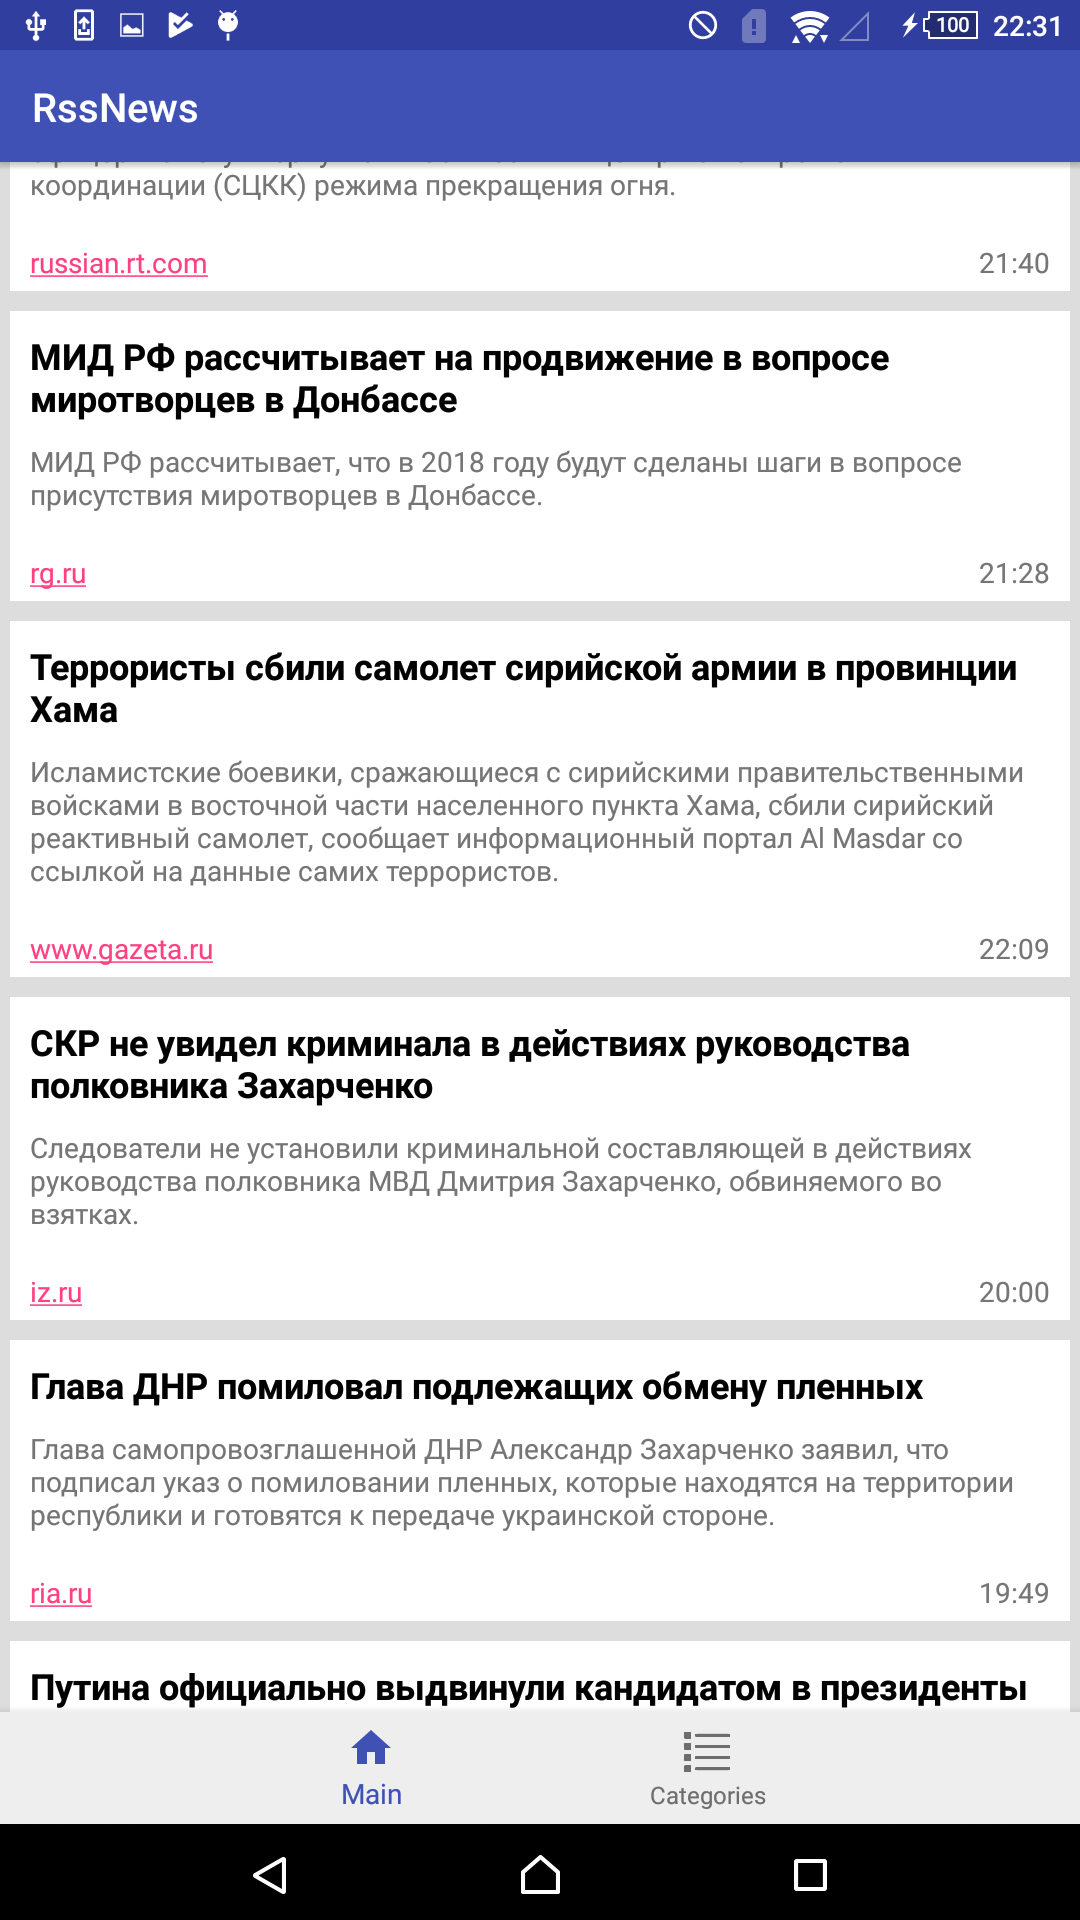 100 22:31
RssNews
координации (СЦКК) режима прекращения огня.
russian.rt.com 21:40
МИД РФ рассчитывает на продвижение в вопросе
миротворцев в Донбассе
МИД РФ рассчитывает, что в 2018 году будут сделаны шаги в вопросе
присутствия миротворцев в Донбассе.
rg.ru 21:28
Террористы сбили самолет сирийской армии в провинции
Хама
Исламистские боевики, сражающиеся с сирийскими правительственными
войсками в восточной части населенного пункта Хама, сбили сирийский
реактивный самолет, сообщает информационный портал Al Masdar со
ссылкой на данные самих террористов.
www.gazeta.ru 22:09
СКР не увидел криминала в действиях руководства
полковника Захарченко
Следователи не установили криминальной составляющей в действиях
руководства полковника МВД Дмитрия Захарченко, обвиняемого во
взятках.
iz.ru 20:00
Глава ДНР помиловал подлежащих обмену пленных
Глава самопровозглашенной ДНР Александр Захарченко заявил, что
подписал указ о помиловании пленных, которые находятся на территории
республики и готовятся к передаче украинской стороне.
ria.ru 19:49
Путина официально выдвинули кандидатом в президенты
Main Categories